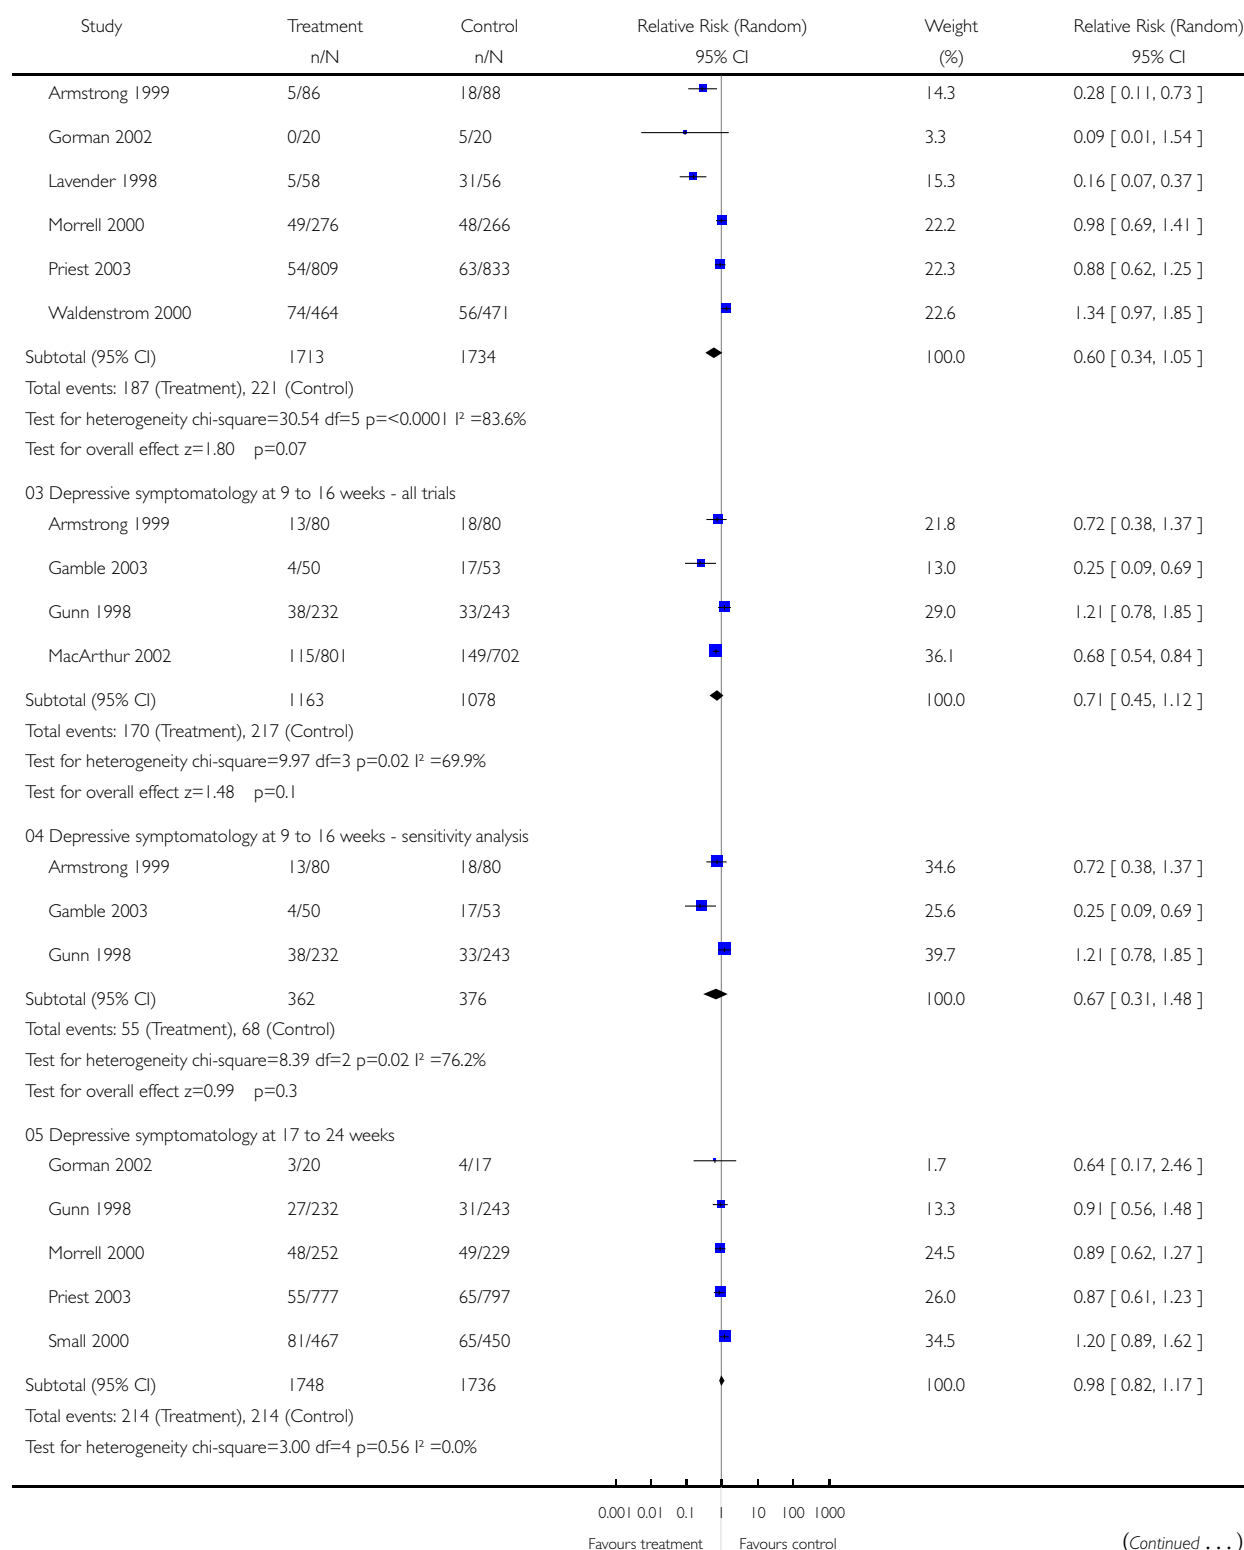 Study Treatment Control Relative Risk (Random) Weight Relative Risk (Random)
n/N n/N 95% CI (%) 95% CI
Armstrong 1999 5/86 18/88 14.3 0.28 [ 0.11, 0.73 ]
Gorman 2002 0/20 5/20 3.3 0.09 [ 0.01, 1.54 ]
Lavender 1998 5/58 31/56 15.3 0.16 [ 0.07, 0.37 ]
Morrell 2000 49/276 48/266 22.2 0.98 [ 0.69, 1.41 ]
Priest 2003 54/809 63/833 22.3 0.88 [ 0.62, 1.25 ]
Waldenstrom 2000 74/464 56/471 22.6 1.34 [ 0.97, 1.85 ]
Subtotal (95% CI) 1713 1734 100.0 0.60 [ 0.34, 1.05 ]
Total events: 187 (Treatment), 221 (Control)
Test for heterogeneity chi-square=30.54 df=5 p=<0.0001 I² =83.6%
Test for overall effect z=1.80 p=0.07
03 Depressive symptomatology at 9 to 16 weeks - all trials
Armstrong 1999 13/80 18/80 21.8 0.72 [ 0.38, 1.37 ]
Gamble 2003 4/50 17/53 13.0 0.25 [ 0.09, 0.69 ]
Gunn 1998 38/232 33/243 29.0 1.21 [ 0.78, 1.85 ]
MacArthur 2002 115/801 149/702 36.1 0.68 [ 0.54, 0.84 ]
Subtotal (95% CI) 1163 1078 100.0 0.71 [ 0.45, 1.12 ]
Total events: 170 (Treatment), 217 (Control)
Test for heterogeneity chi-square=9.97 df=3 p=0.02 I² =69.9%
Test for overall effect z=1.48 p=0.1
04 Depressive symptomatology at 9 to 16 weeks - sensitivity analysis
Armstrong 1999 13/80 18/80 34.6 0.72 [ 0.38, 1.37 ]
Gamble 2003 4/50 17/53 25.6 0.25 [ 0.09, 0.69 ]
Gunn 1998 38/232 33/243 39.7 1.21 [ 0.78, 1.85 ]
Subtotal (95% CI) 362 376 100.0 0.67 [ 0.31, 1.48 ]
Total events: 55 (Treatment), 68 (Control)
Test for heterogeneity chi-square=8.39 df=2 p=0.02 I² =76.2%
Test for overall effect z=0.99 p=0.3
05 Depressive symptomatology at 17 to 24 weeks
Gorman 2002 3/20 4/17 1.7 0.64 [ 0.17, 2.46 ]
Gunn 1998 27/232 31/243 13.3 0.91 [ 0.56, 1.48 ]
Morrell 2000 48/252 49/229 24.5 0.89 [ 0.62, 1.27 ]
Priest 2003 55/777 65/797 26.0 0.87 [ 0.61, 1.23 ]
Small 2000 81/467 65/450 34.5 1.20 [ 0.89, 1.62 ]
Subtotal (95% CI) 1748 1736 100.0 0.98 [ 0.82, 1.17 ]
Total events: 214 (Treatment), 214 (Control)
Test for heterogeneity chi-square=3.00 df=4 p=0.56 I² =0.0%
0.001 0.01 0.1 1 10 100 1000
Favours treatment Favours control (Continued . . . )